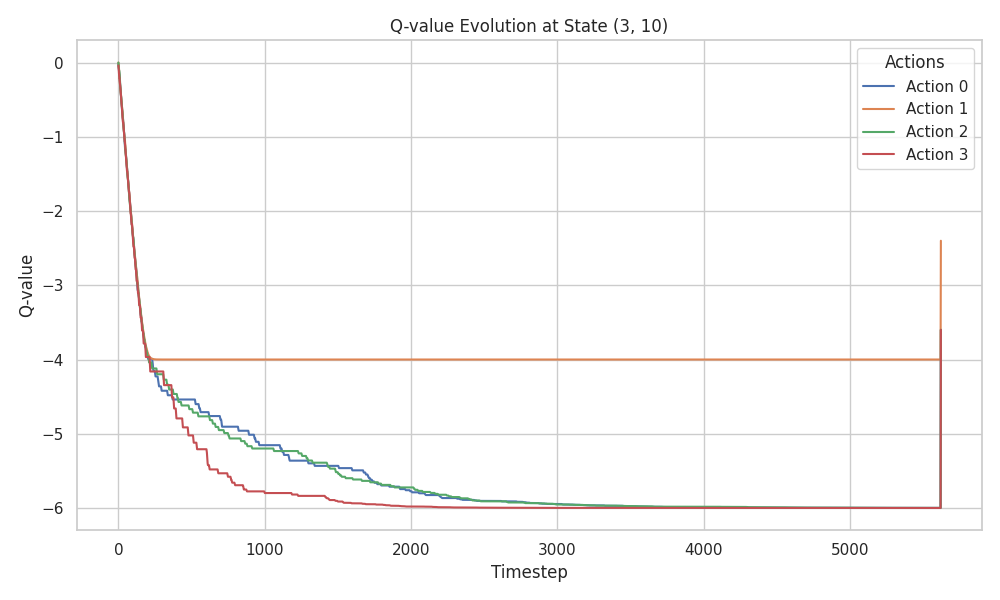 Q-value Evolution at State (3, 10)
Actions
Action 0
Action 1
Action 2
Action 3
Q-value
0
−1
−2
−3
−4
−5
−6
0
1000
2000
3000
4000
5000
Timestep